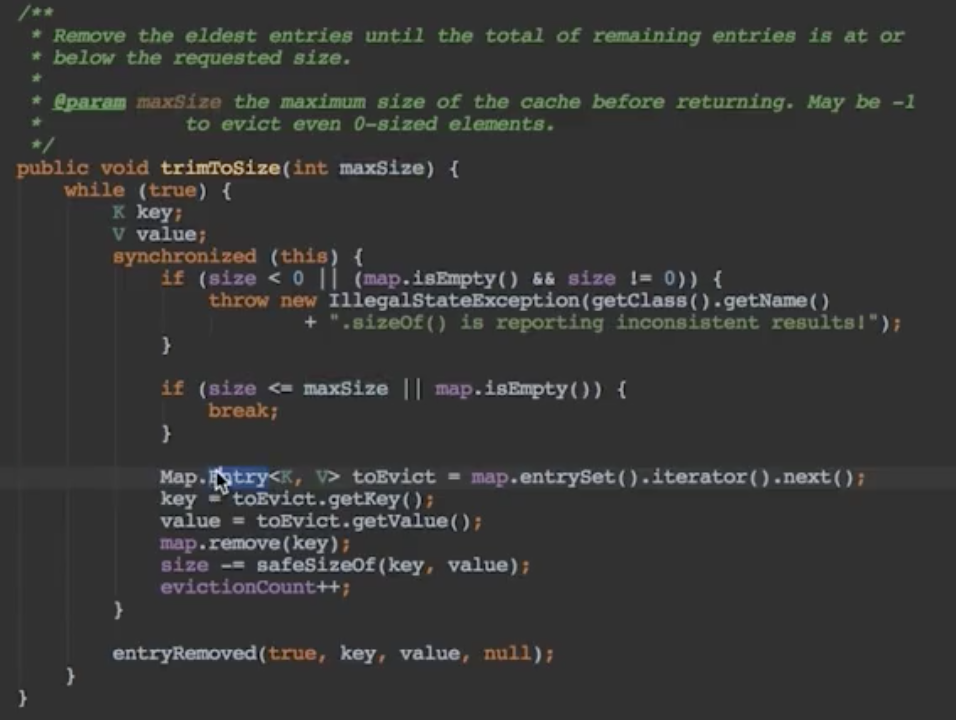 /**
 * Remove the eldest entries until the total of remaining entries is at or
 * below the requested size.
 *
 * @param maxSize the maximum size of the cache before returning. May be -1
 *            to evict even 0-sized elements.
 */
public void trimToSize(int maxSize) {
    while (true) {
        K key;
        V value;
        synchronized (this) {
            if (size < 0 || (map.isEmpty() && size != 0)) {
                throw new IllegalStateException(getClass().getName()
                        + ".sizeOf() is reporting inconsistent results!");
            }

            if (size <= maxSize || map.isEmpty()) {
                break;
            }

            Map.Entry<K, V> toEvict = map.entrySet().iterator().next();
            key = toEvict.getKey();
            value = toEvict.getValue();
            map.remove(key);
            size -= safeSizeOf(key, value);
            evictionCount++;
        }

        entryRemoved(true, key, value, null);
    }
}